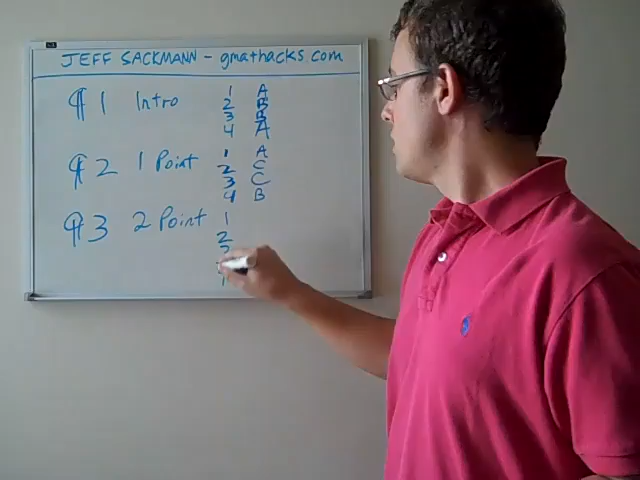 JEFF SACKMANN - gmathacks.com
¶ 1 Intro 1 A
2 B
3 B
4 A
¶ 2 1 Point 1 A
2 C
3 C
4 B
¶ 3 2 Point 1
2